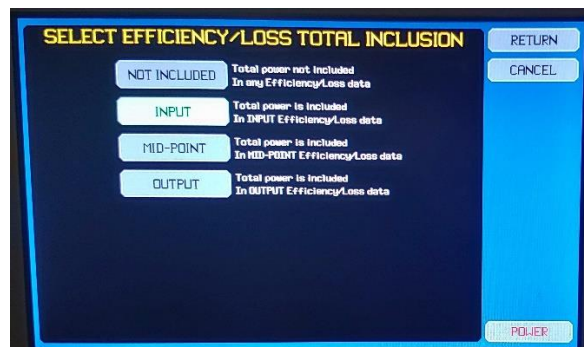 SELECT EFFICIENCY/LOSS TOTAL INCLUSION
RETURN
CANCEL
NOT INCLUDED
Total power not included
In any Efficiency/Loss data
INPUT
Total power is included
In INPUT Efficiency/Loss data
MID-POINT
Total power is included
In MID-POINT Efficiency/Loss data
OUTPUT
Total power is included
In OUTPUT Efficiency/Loss data
POWER